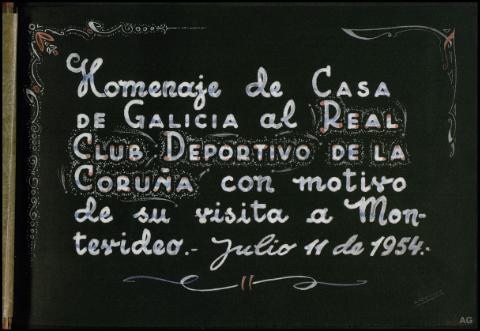 Homenaje de CASA
DE GALICIA al REAL
CLUB DEPORTIVO DE LA
CORUÑA con motivo
de su visita a Mon-
tevideo.- Julio 11 de 1954.-
AG